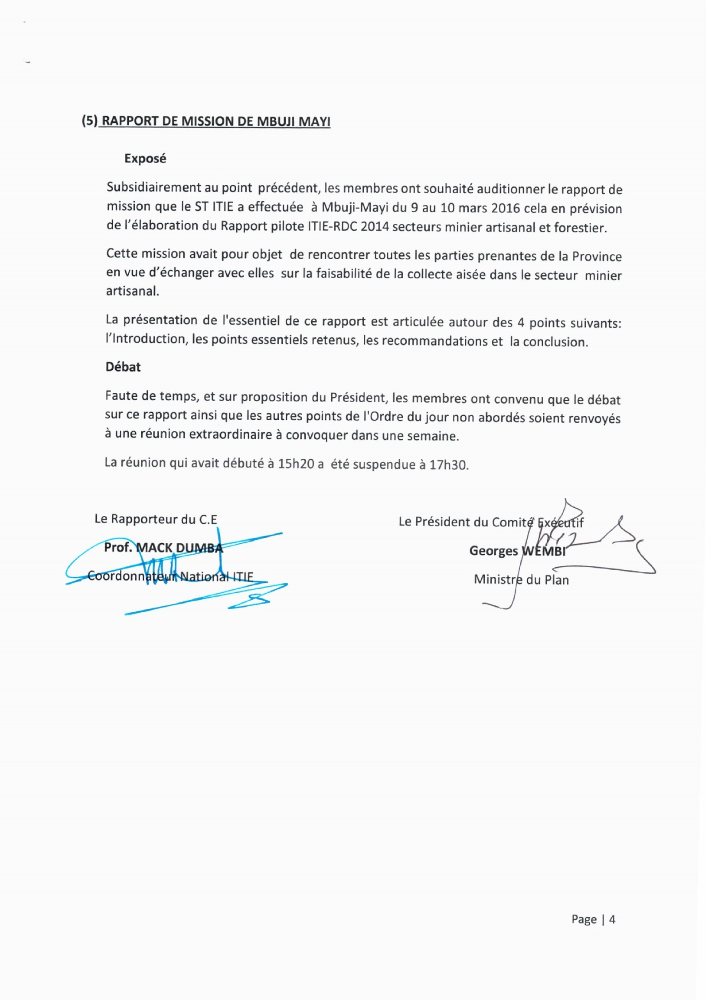 (5) RAPPORT DE MISSION DE MBUJI MAYI
Exposé
Subsidiairement au point précédent, les membres ont souhaité auditionner le rapport de
mission que le ST ITIE a effectuée à Mbuji-Mayi du 9 au 10 mars 2016 cela en prévision
de l’élaboration du Rapport pilote ITIE-RDC 2014 secteurs minier artisanal et forestier.
Cette mission avait pour objet de rencontrer toutes les parties prenantes de la Province
en vue d’échanger avec elles sur la faisabilité de la collecte aisée dans le secteur minier
artisanal.
La présentation de l'essentiel de ce rapport est articulée autour des 4 points suivants:
l’Introduction, les points essentiels retenus, les recommandations et la conclusion.
Débat
Faute de temps, et sur proposition du Président, les membres ont convenu que le débat
sur ce rapport ainsi que les autres points de l'Ordre du jour non abordés soient renvoyés
à une réunion extraordinaire à convoquer dans une semaine.
La réunion qui avait débuté à 15h20 a été suspendue à 17h30.
Le Rapporteur du C.E
Prof. MACK DUMBA
Coordonnateur National ITIE
Le Président du Comité Exécutif
Georges WEMBI
Ministre du Plan
Page | 4